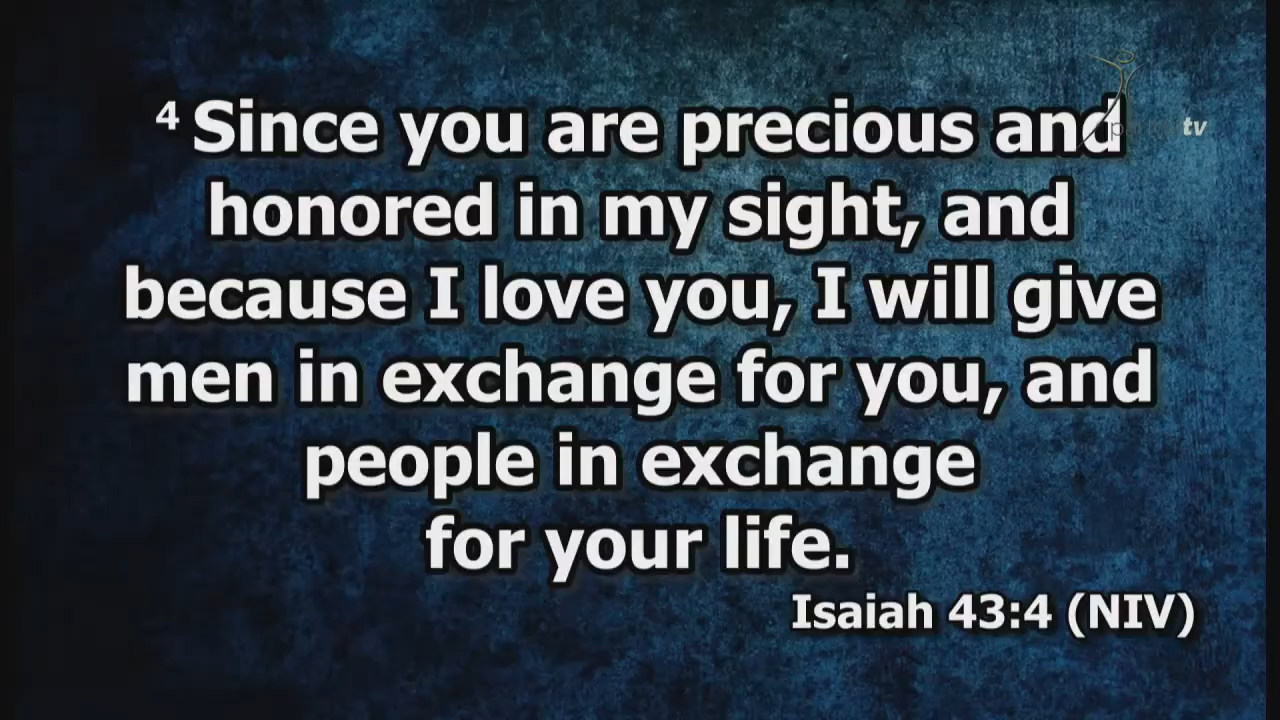 4 Since you are precious and
honored in my sight, and
because I love you, I will give
men in exchange for you, and
people in exchange
for your life.
Isaiah 43:4 (NIV)
tv